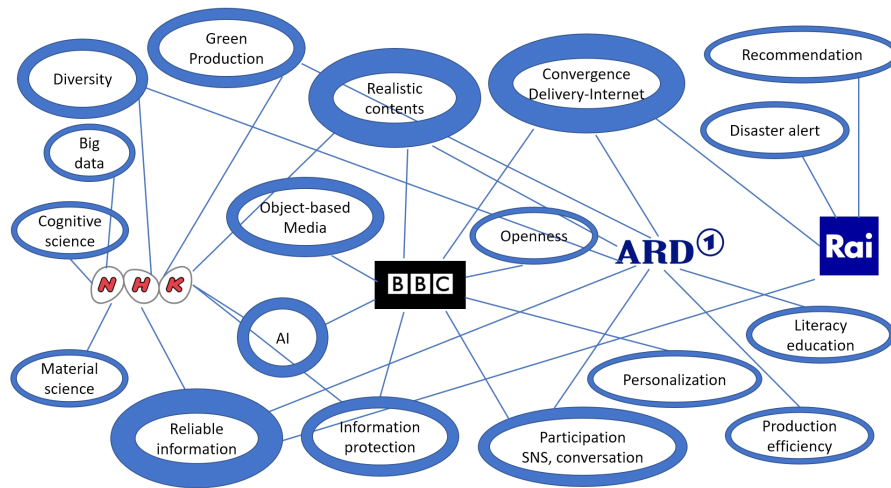 Green
Production
Diversity
Realistic
contents
Convergence
Delivery-Internet
Recommendation
Big
data
Disaster alert
Cognitive
science
Object-based
Media
Openness
NHK
BBC
ARD 1
Rai
AI
Literacy
education
Material
science
Personalization
Reliable
information
Information
protection
Participation
SNS, conversation
Production
efficiency